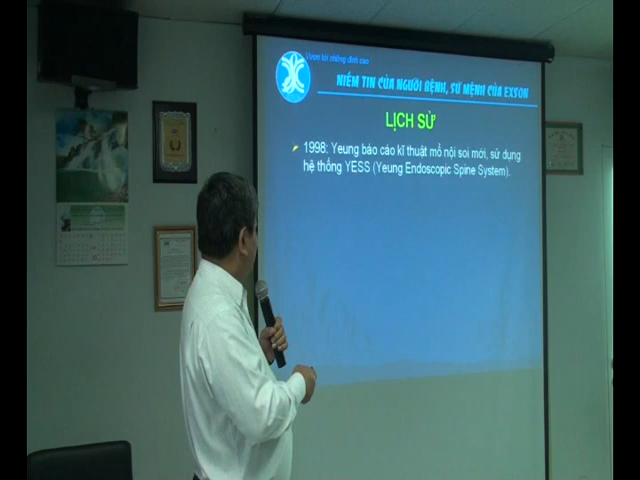 Vươn tới những đỉnh cao
NIỀM TIN CỦA NGƯỜI BỆNH, SỨ MỆNH CỦA EXSON
LỊCH SỬ
1998: Yeung báo cáo kĩ thuật mổ nội soi mới, sử dụng
hệ thống YESS (Yeung Endoscopic Spine System).